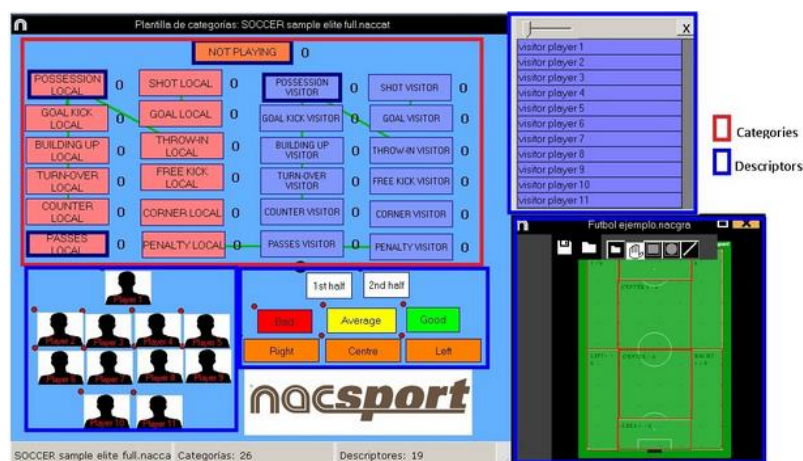 Plantilla de categorías: SOCCER sample elite full.naccat
X
NOT PLAYING 0
POSSESSION LOCAL 0
SHOT LOCAL 0
POSSESSION VISITOR 0
SHOT VISITOR 0
GOAL KICK LOCAL 0
GOAL LOCAL 0
GOAL KICK VISITOR 0
GOAL VISITOR 0
BUILDING UP LOCAL 0
THROW-IN LOCAL 0
BUILDING UP VISITOR 0
THROW-IN VISITOR 0
TURN-OVER LOCAL 0
FREE KICK LOCAL 0
TURN-OVER VISITOR 0
FREE KICK VISITOR 0
COUNTER LOCAL 0
CORNER LOCAL 0
COUNTER VISITOR 0
CORNER VISITOR 0
PASSES LOCAL 0
PENALTY LOCAL 0
PASSES VISITOR 0
PENALTY VISITOR 0
visitor player 1
visitor player 2
visitor player 3
visitor player 4
visitor player 5
visitor player 6
visitor player 7
visitor player 8
visitor player 9
visitor player 10
visitor player 11
Categories
Descriptors
Player 1
Player 2
Player 3
Player 4
Player 5
Player 6
Player 7
Player 8
Player 9
Player 10
Player 11
1st half
2nd half
Bad
Average
Good
Right
Centre
Left
nacsport
Futbol ejemplo.nacgra
X
SOCCER sample elite full.nacca
Categorías: 26
Descriptores: 19